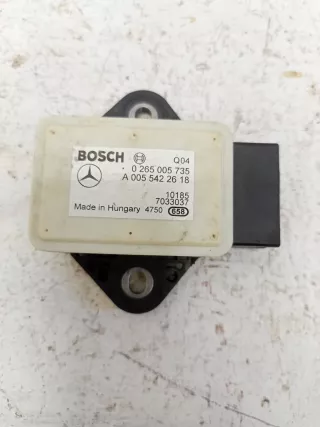 BOSCH Q04
0 265 005 735
A 005 542 26 18
10185
7033037
Made in Hungary 4750 658